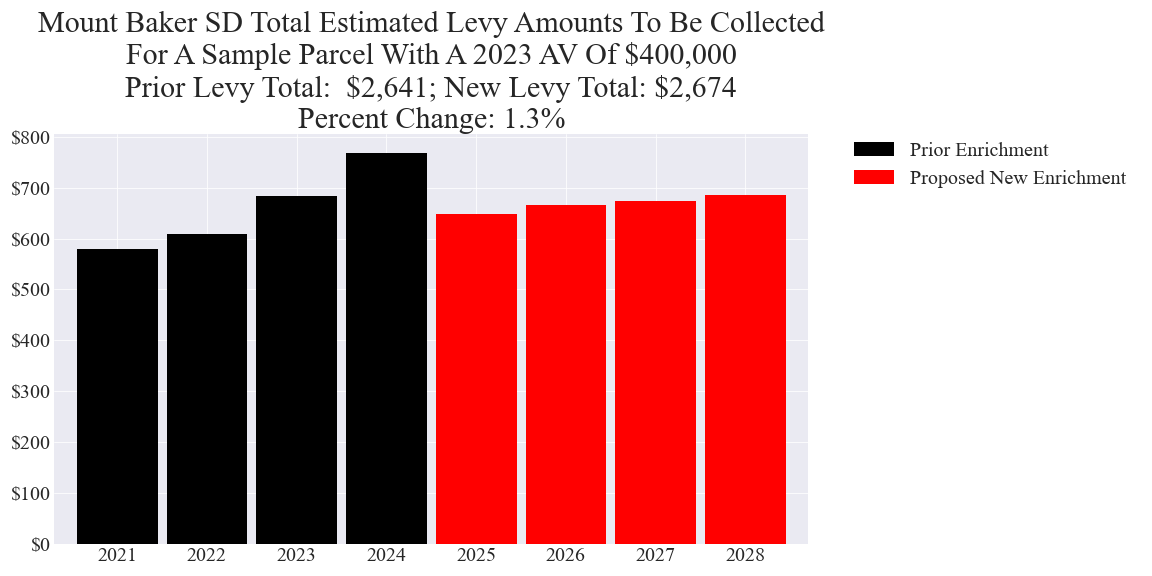 Mount Baker SD Total Estimated Levy Amounts To Be Collected
For A Sample Parcel With A 2023 AV Of $400,000
Prior Levy Total:  $2,641; New Levy Total: $2,674
Percent Change: 1.3%
$800
$700
$600
$500
$400
$300
$200
$100
$0
2021 2022 2023 2024 2025 2026 2027 2028
Prior Enrichment
Proposed New Enrichment